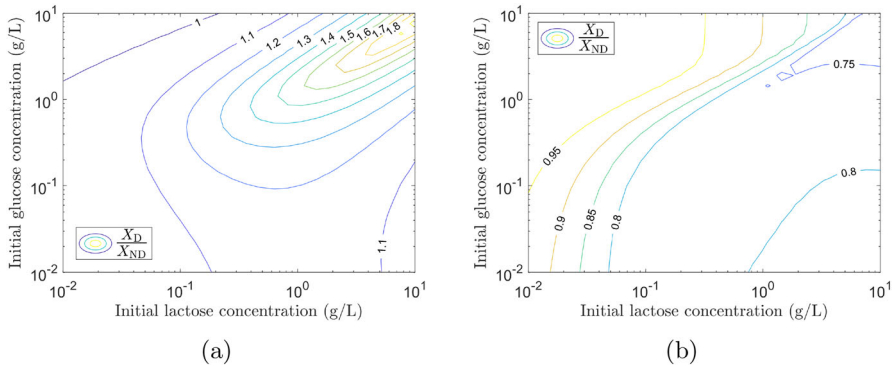 10^1
10^0
10^-1
10^-2
Initial glucose concentration (g/L)
1
1.1
1.2
1.3
1.4
1.5
1.6
1.7
1.8
1.1
X_D
X_ND
10^-2 10^-1 10^0 10^1
Initial lactose concentration (g/L)
(a)
10^1
10^0
10^-1
10^-2
Initial glucose concentration (g/L)
X_D
X_ND
0.75
0.95
0.8
0.9
0.85
0.8
10^-2 10^-1 10^0 10^1
Initial lactose concentration (g/L)
(b)